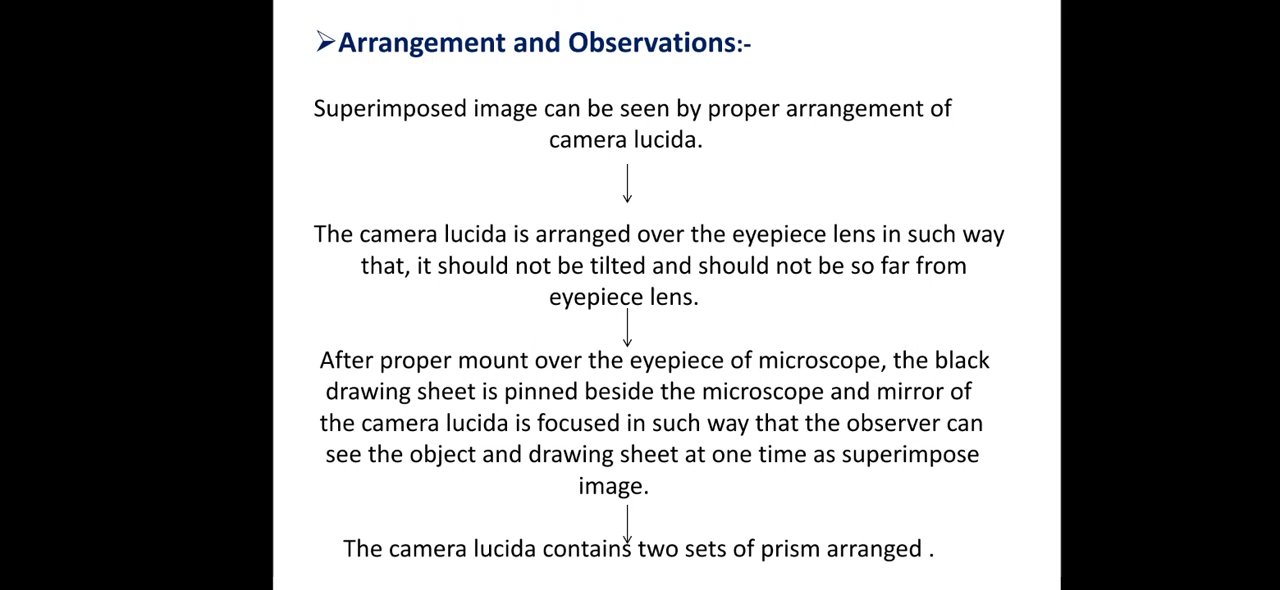 ➢Arrangement and Observations:-
Superimposed image can be seen by proper arrangement of
camera lucida.
The camera lucida is arranged over the eyepiece lens in such way
that, it should not be tilted and should not be so far from
eyepiece lens.
After proper mount over the eyepiece of microscope, the black
drawing sheet is pinned beside the microscope and mirror of
the camera lucida is focused in such way that the observer can
see the object and drawing sheet at one time as superimpose
image.
The camera lucida contains two sets of prism arranged .